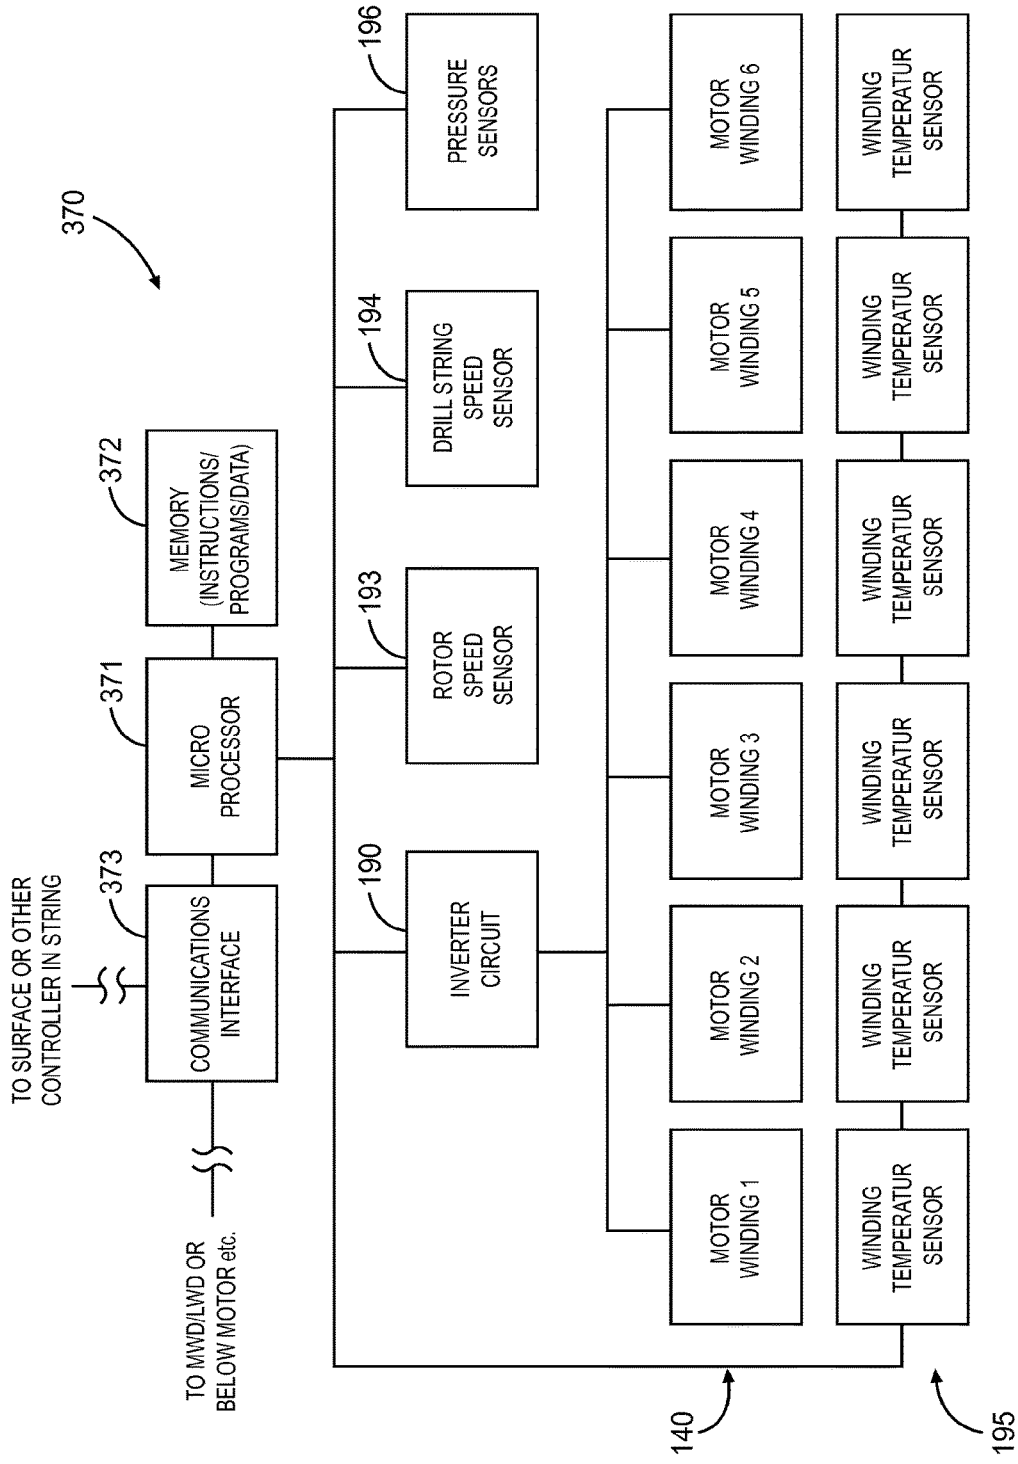 370
TO SURFACE OR OTHER
CONTROLLER IN STRING
373
371
372
COMMUNICATIONS
INTERFACE
MICRO
PROCESSOR
MEMORY
(INSTRUCTIONS/
PROGRAMS/DATA)
TO MWD/LWD OR
BELOW MOTOR etc.
190
193
194
196
INVERTER
CIRCUIT
ROTOR
SPEED
SENSOR
DRILL STRING
SPEED
SENSOR
PRESSURE
SENSORS
140
MOTOR
WINDING 1
MOTOR
WINDING 2
MOTOR
WINDING 3
MOTOR
WINDING 4
MOTOR
WINDING 5
MOTOR
WINDING 6
195
WINDING
TEMPERATUR
SENSOR
WINDING
TEMPERATUR
SENSOR
WINDING
TEMPERATUR
SENSOR
WINDING
TEMPERATUR
SENSOR
WINDING
TEMPERATUR
SENSOR
WINDING
TEMPERATUR
SENSOR